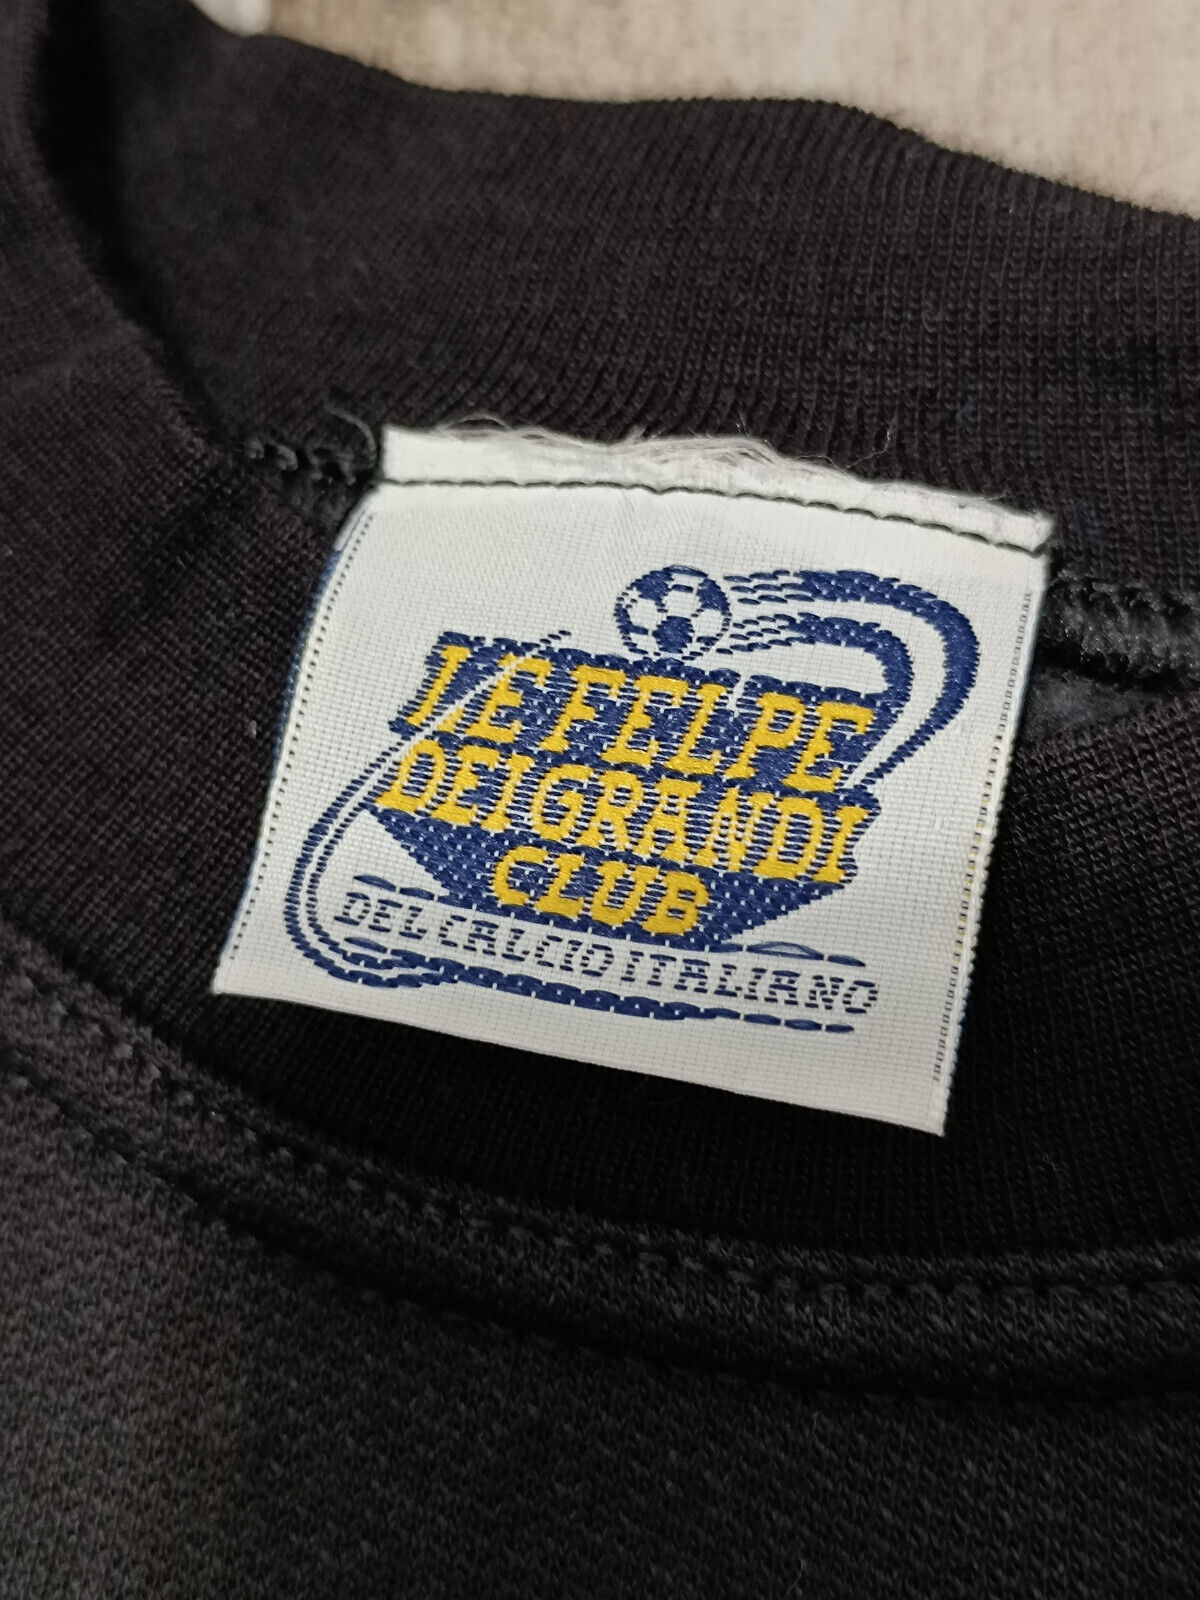 LE FELPE
DEI GRANDI
CLUB
DEL CALCIO ITALIANO